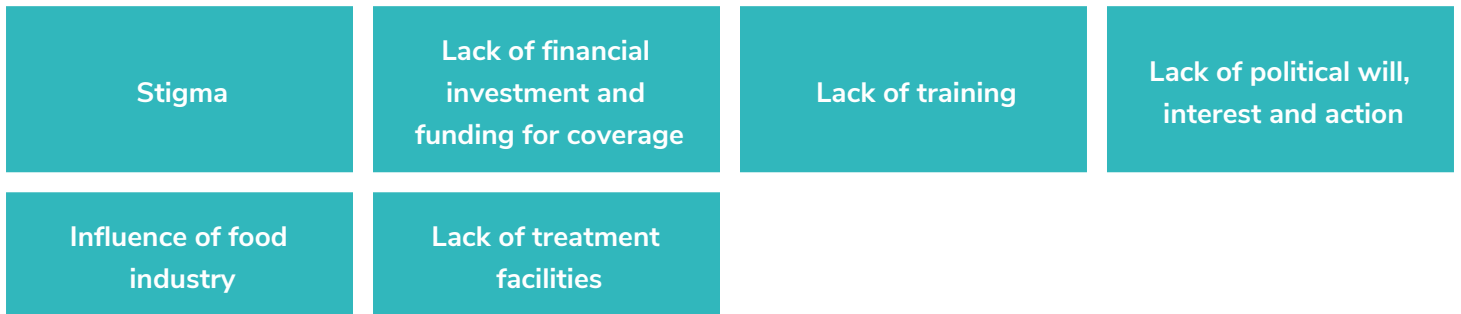 Stigma
Lack of financial
investment and
funding for coverage
Lack of training
Lack of political will,
interest and action
Influence of food
industry
Lack of treatment
facilities